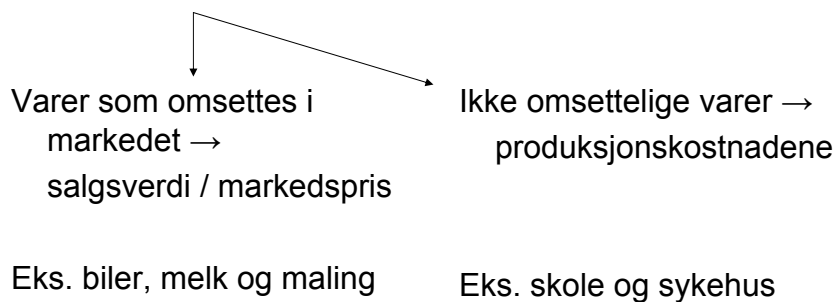 Varer som omsettes i
markedet →
salgsverdi / markedspris
Eks. biler, melk og maling
Ikke omsettelige varer →
produksjonskostnadene
Eks. skole og sykehus